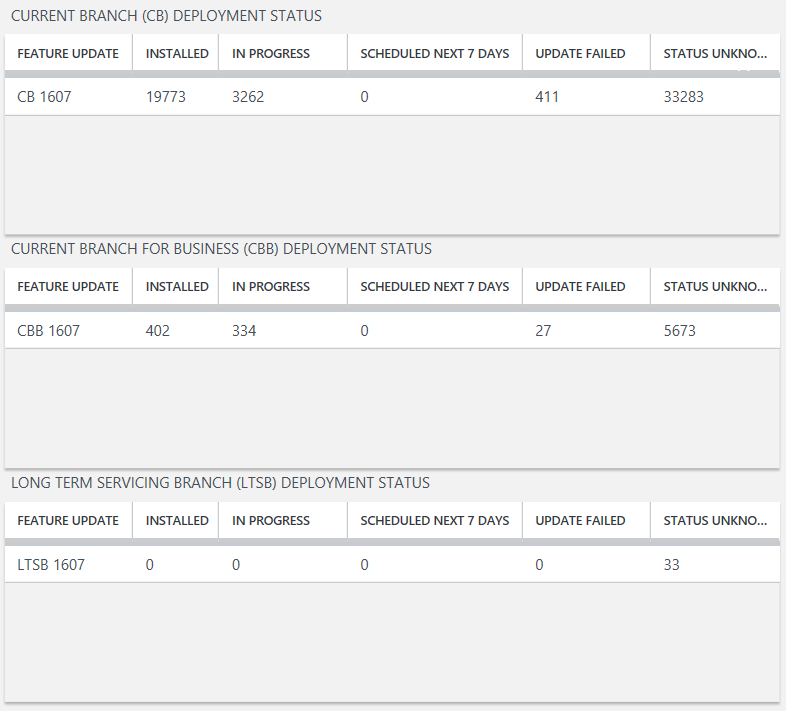 CURRENT BRANCH (CB) DEPLOYMENT STATUS
FEATURE UPDATE INSTALLED IN PROGRESS SCHEDULED NEXT 7 DAYS UPDATE FAILED STATUS UNKNO...
CB 1607 19773 3262 0 411 33283
CURRENT BRANCH FOR BUSINESS (CBB) DEPLOYMENT STATUS
FEATURE UPDATE INSTALLED IN PROGRESS SCHEDULED NEXT 7 DAYS UPDATE FAILED STATUS UNKNO...
CBB 1607 402 334 0 27 5673
LONG TERM SERVICING BRANCH (LTSB) DEPLOYMENT STATUS
FEATURE UPDATE INSTALLED IN PROGRESS SCHEDULED NEXT 7 DAYS UPDATE FAILED STATUS UNKNO...
LTSB 1607 0 0 0 0 33